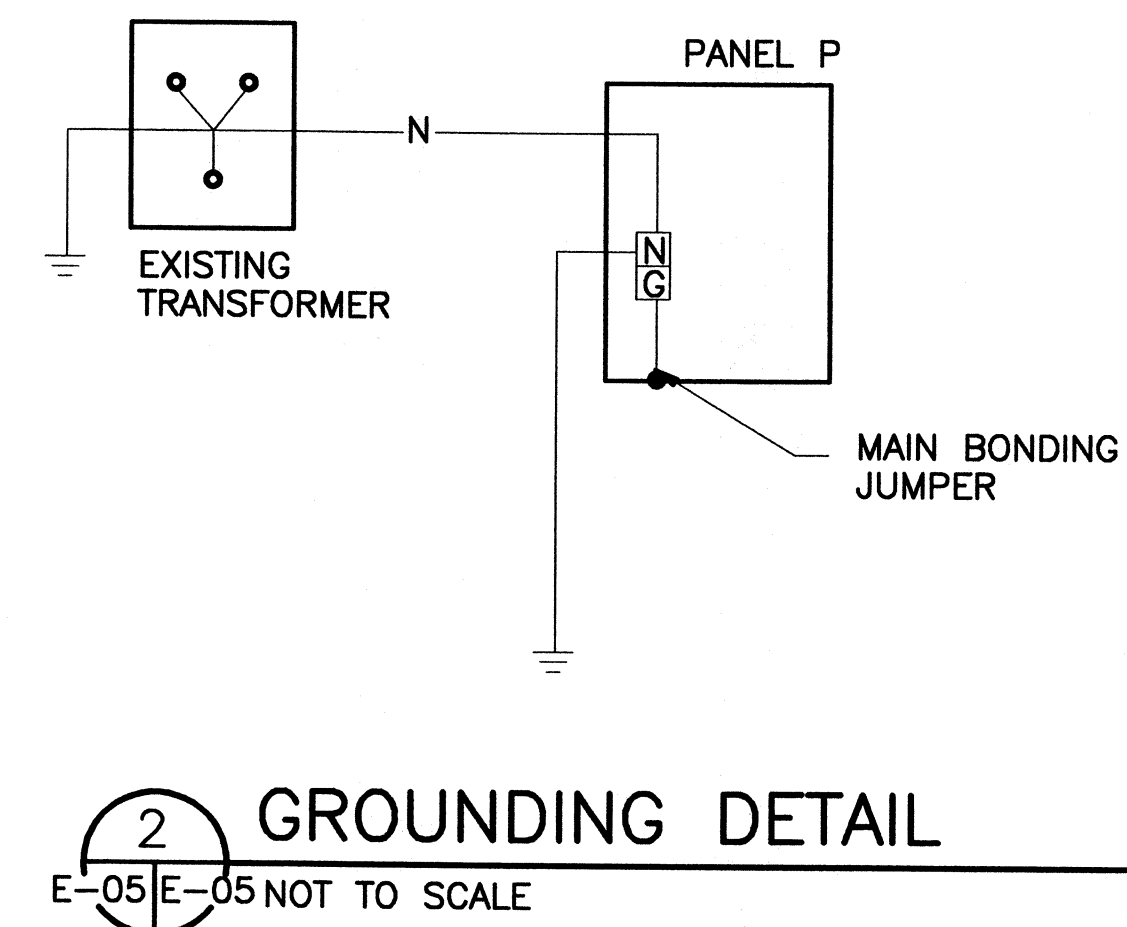 PANEL P
N
EXISTING
TRANSFORMER
N
G
MAIN BONDING
JUMPER
2
GROUNDING DETAIL
E-05 E-05 NOT TO SCALE